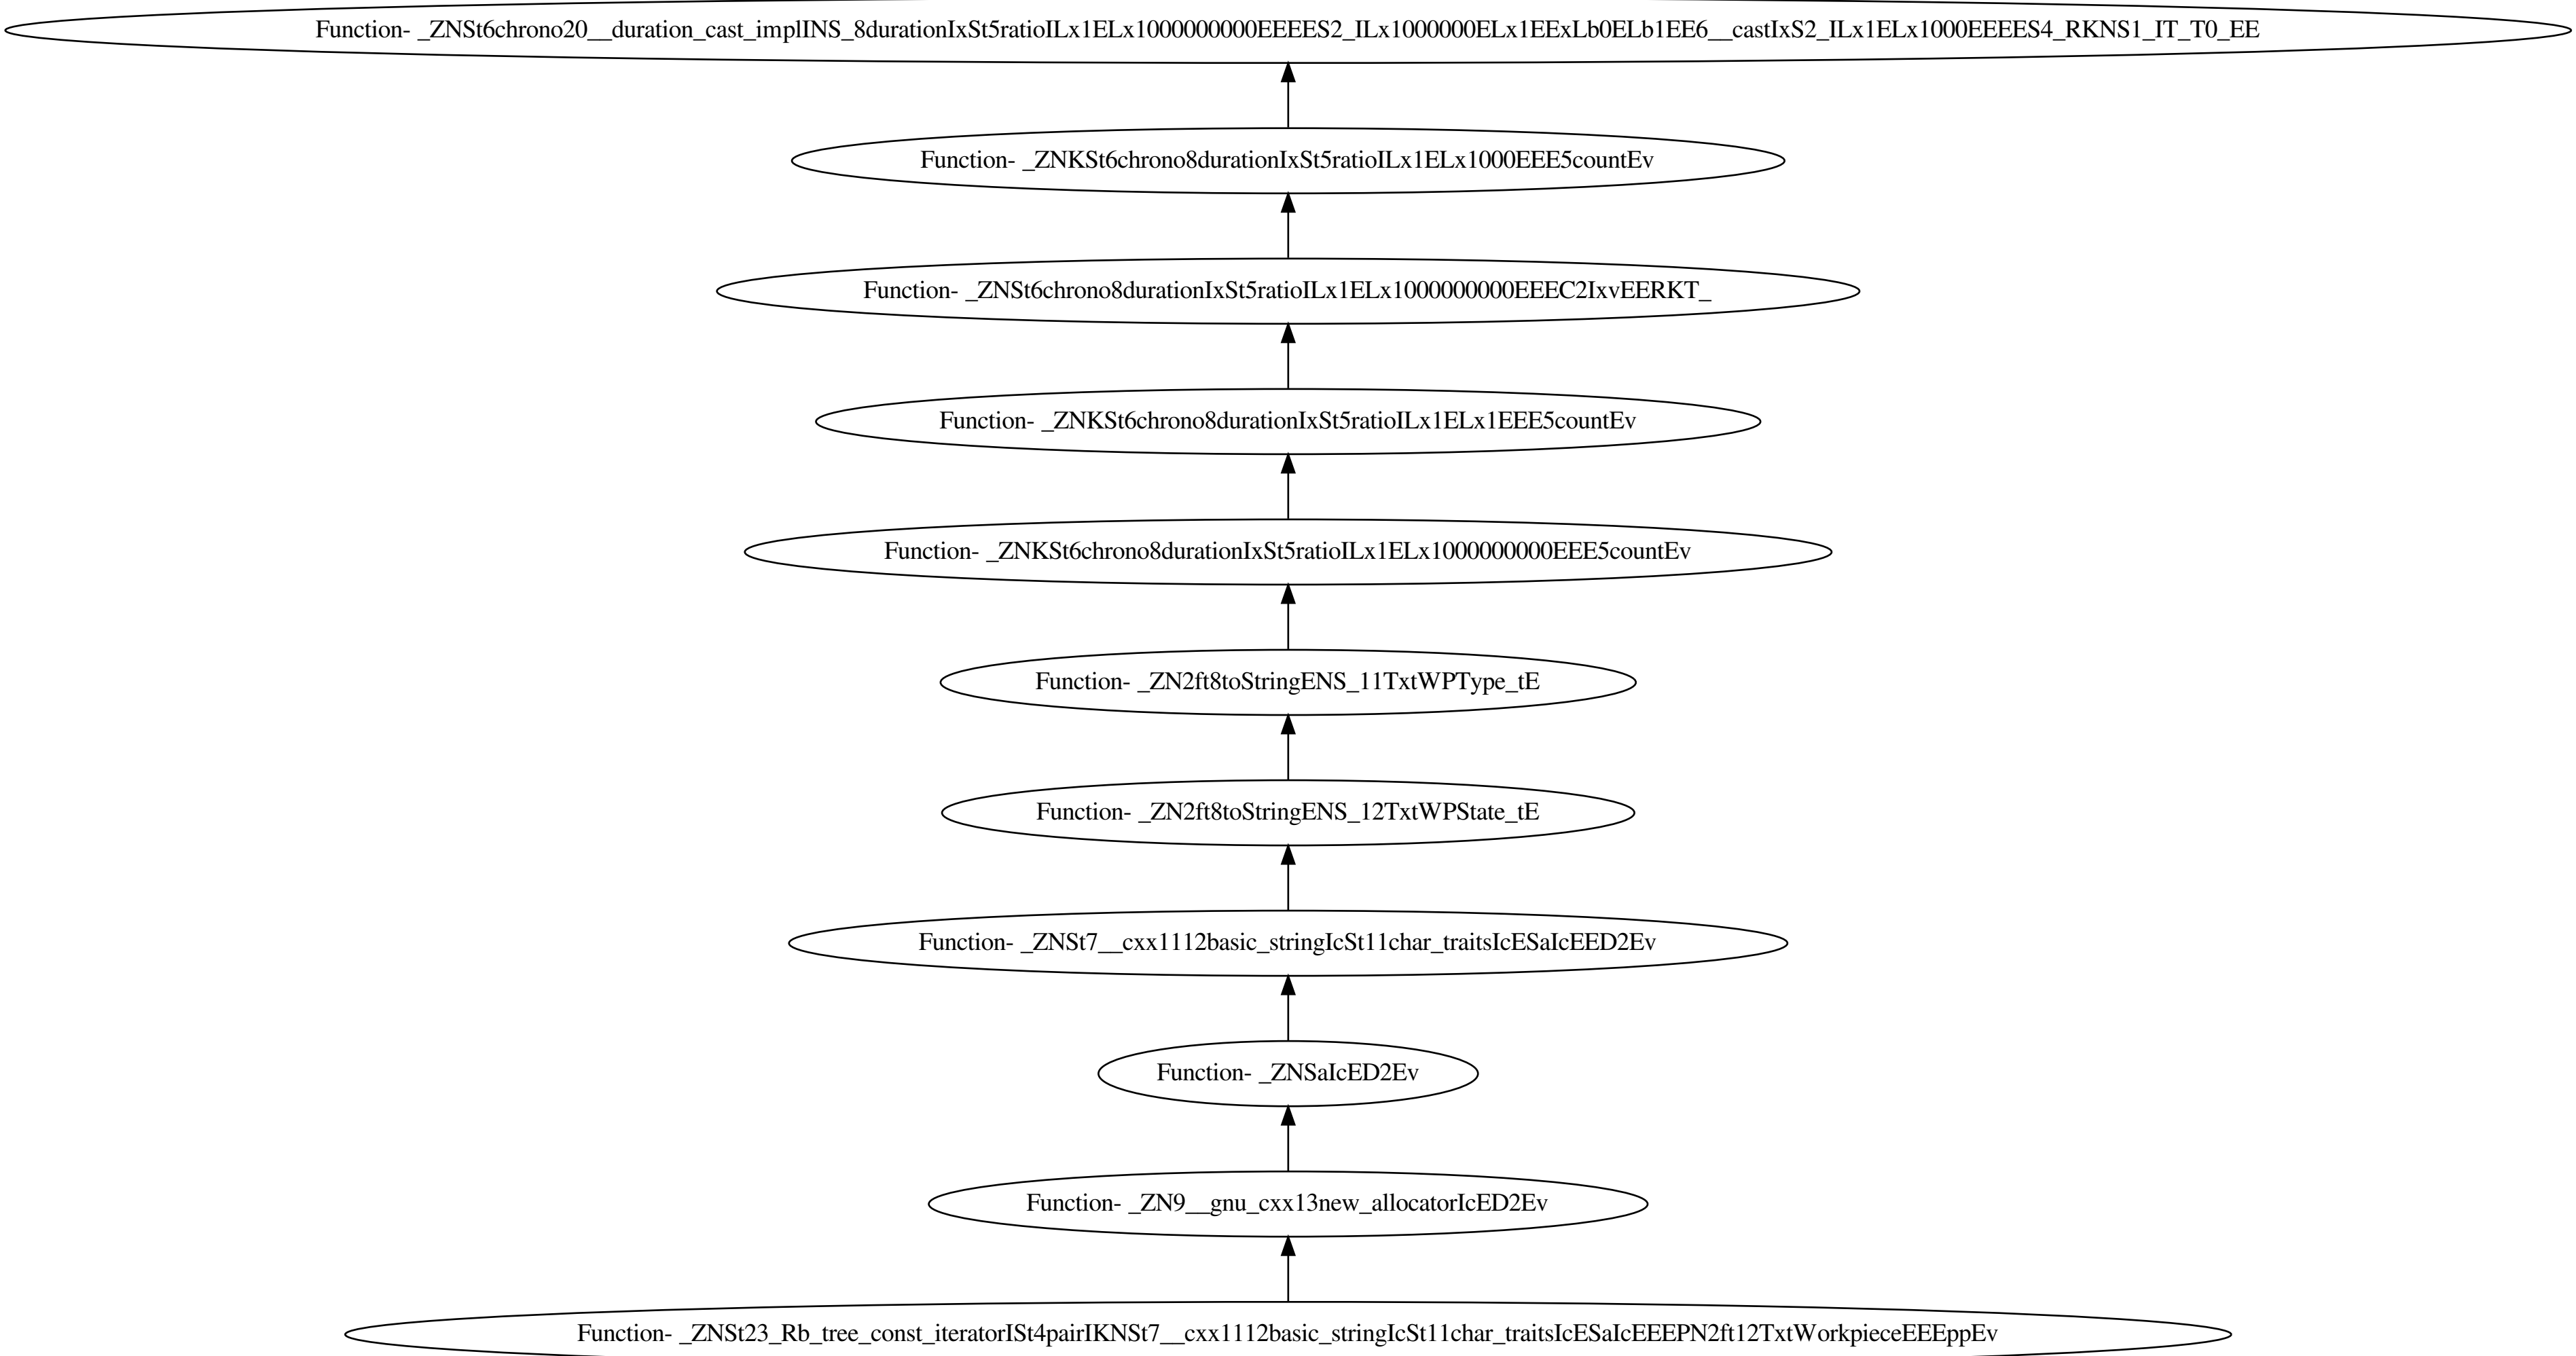 Function- _ZNSt6chrono20__duration_cast_implINS_8durationIxSt5ratioILx1ELx1000000000EEEES2_ILx1000000ELx1EExLb0ELb1EE6__castIxS2_ILx1ELx1000EEEES4_RKNS1_IT_T0_EE
Function- _ZNKSt6chrono8durationIxSt5ratioILx1ELx1000EEE5countEv
Function- _ZNSt6chrono8durationIxSt5ratioILx1ELx1000000000EEEC2IxvEERKT_
Function- _ZNKSt6chrono8durationIxSt5ratioILx1ELx1EEE5countEv
Function- _ZNKSt6chrono8durationIxSt5ratioILx1ELx1000000000EEE5countEv
Function- _ZN2ft8toStringENS_11TxtWPType_tE
Function- _ZN2ft8toStringENS_12TxtWPState_tE
Function- _ZNSt7__cxx1112basic_stringIcSt11char_traitsIcESaIcEED2Ev
Function- _ZNSaIcED2Ev
Function- _ZN9__gnu_cxx13new_allocatorIcED2Ev
Function- _ZNSt23_Rb_tree_const_iteratorISt4pairIKNSt7__cxx1112basic_stringIcSt11char_traitsIcESaIcEEEPN2ft12TxtWorkpieceEEEppEv